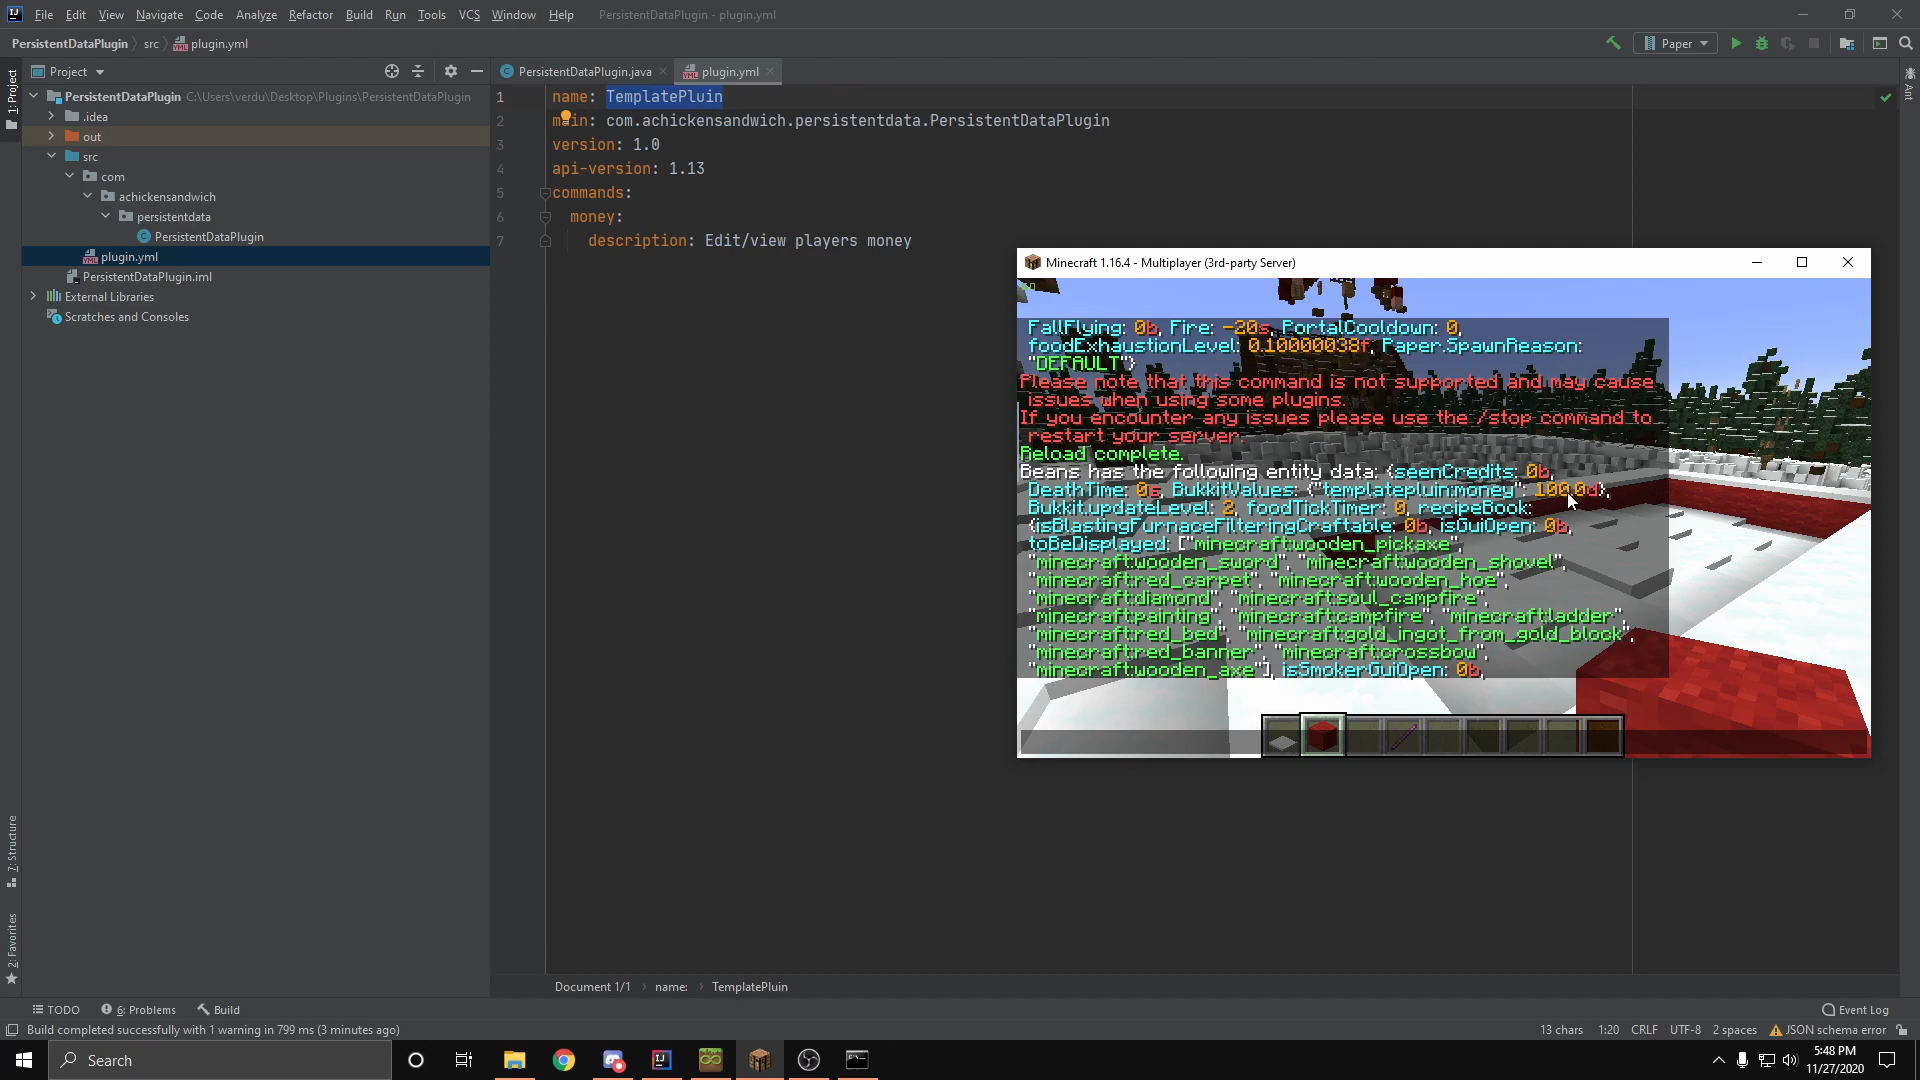 File Edit View Navigate Code Analyze Refactor Build Run Tools VCS Window Help PersistentDataPlugin - plugin.yml
PersistentDataPlugin src plugin.yml Paper
Project PersistentDataPlugin.java plugin.yml
1: Project
PersistentDataPlugin C:\Users\verdu\Desktop\Plugins\PersistentDataPlugin
.idea
out
src
com
achickensandwich
persistentdata
PersistentDataPlugin
plugin.yml
PersistentDataPlugin.iml
External Libraries
Scratches and Consoles
7: Structure
2: Favorites
1 name: TemplatePluin
2 main: com.achickensandwich.persistentdata.PersistentDataPlugin
3 version: 1.0
4 api-version: 1.13
5 commands:
6 money:
7 description: Edit/view players money
Ant
Minecraft 1.16.4 - Multiplayer (3rd-party Server)
FallFlying: 0b, Fire: -20s, PortalCooldown: 0,
foodExhaustionLevel: 0.10000038f, Paper.SpawnReason:
"DEFAULT"}
Please note that this command is not supported and may cause
issues when using some plugins.
If you encounter any issues please use the /stop command to
restart your server.
Reload complete.
Beans has the following entity data: {seenCredits: 0b,
DeathTime: 0s, BukkitValues: {"templatepluin:money": 100.0d},
Bukkit.updateLevel: 2, foodTickTimer: 0, recipeBook:
{isBlastingFurnaceFilteringCraftable: 0b, isGuiOpen: 0b,
toBeDisplayed: ["minecraft:wooden_pickaxe",
"minecraft:wooden_sword", "minecraft:wooden_shovel",
"minecraft:red_carpet", "minecraft:wooden_hoe",
"minecraft:diamond", "minecraft:soul_campfire",
"minecraft:painting", "minecraft:campfire", "minecraft:ladder",
"minecraft:red_bed", "minecraft:gold_ingot_from_gold_block",
"minecraft:red_banner", "minecraft:crossbow",
"minecraft:wooden_axe"], isSmokerGuiOpen: 0b,
Document 1/1 name: TemplatePluin
TODO 6: Problems Build Event Log
Build completed successfully with 1 warning in 799 ms (3 minutes ago) 13 chars 1:20 CRLF UTF-8 2 spaces JSON schema error
Search
5:48 PM
11/27/2020